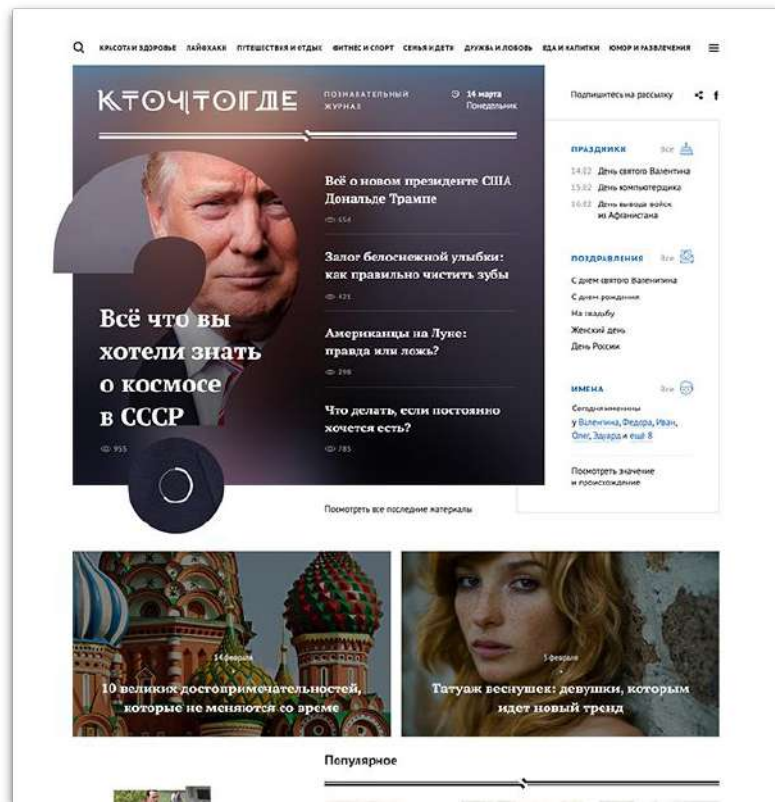 КРАСОТА И ЗДОРОВЬЕ ЛАЙФХАКИ ПУТЕШЕСТВИЯ И ОТДЫХ ФИТНЕС И СПОРТ СЕМЬЯ И ДЕТИ ДРУЖБА И ЛЮБОВЬ ЕДА И НАПИТКИ ЮМОР И РАЗВЛЕЧЕНИЯ
КТОЧТОГДЕ
ПОЗНАВАТЕЛЬНЫЙ
ЖУРНАЛ
14 марта
Понедельник
Подпишитесь на рассылку
Всё о новом президенте США
Дональде Трампе
654
Залог белоснежной улыбки:
как правильно чистить зубы
421
Американцы на Луне:
правда или ложь?
298
Что делать, если постоянно
хочется есть?
785
Всё что вы
хотели знать
о космосе
в СССР
955
ПРАЗДНИКИ Все
14.02 День святого Валентина
15.02 День компьютерщика
16.02 День вывода войск
из Афганистана
ПОЗДРАВЛЕНИЯ Все
С днем святого Валентина
С днем рождения
На свадьбу
Женский день
День России
ИМЕНА Все
Сегодня именины
у Валентина, Федора, Иван,
Олег, Эдуард и ещё 8
Посмотреть значение
и происхождение
Посмотреть все последние материалы
14 февраля
10 великих достопримечательностей,
которые не меняются со време
5 февраля
Татуаж веснушек: девушки, которым
идет новый тренд
Популярное